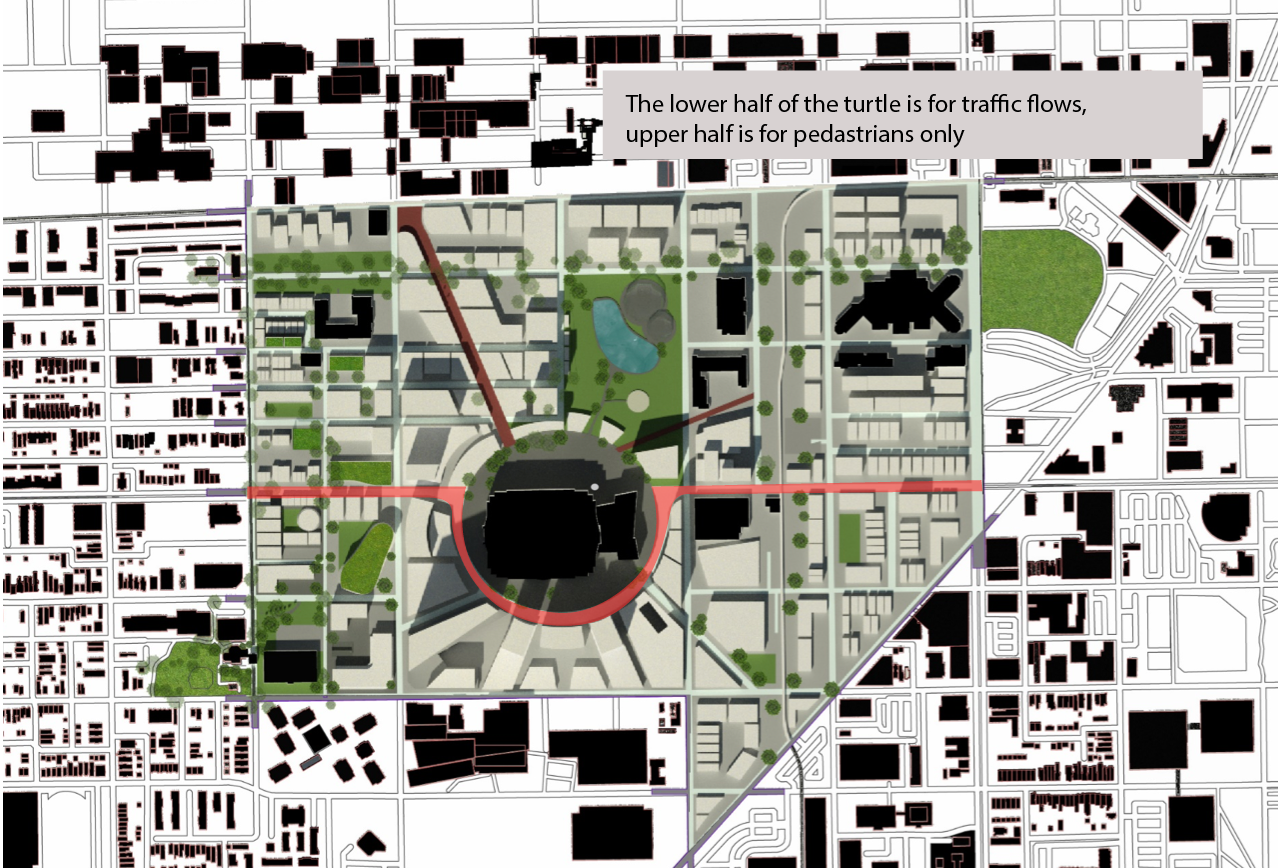 The lower half of the turtle is for traffic flows,
upper half is for pedastrians only